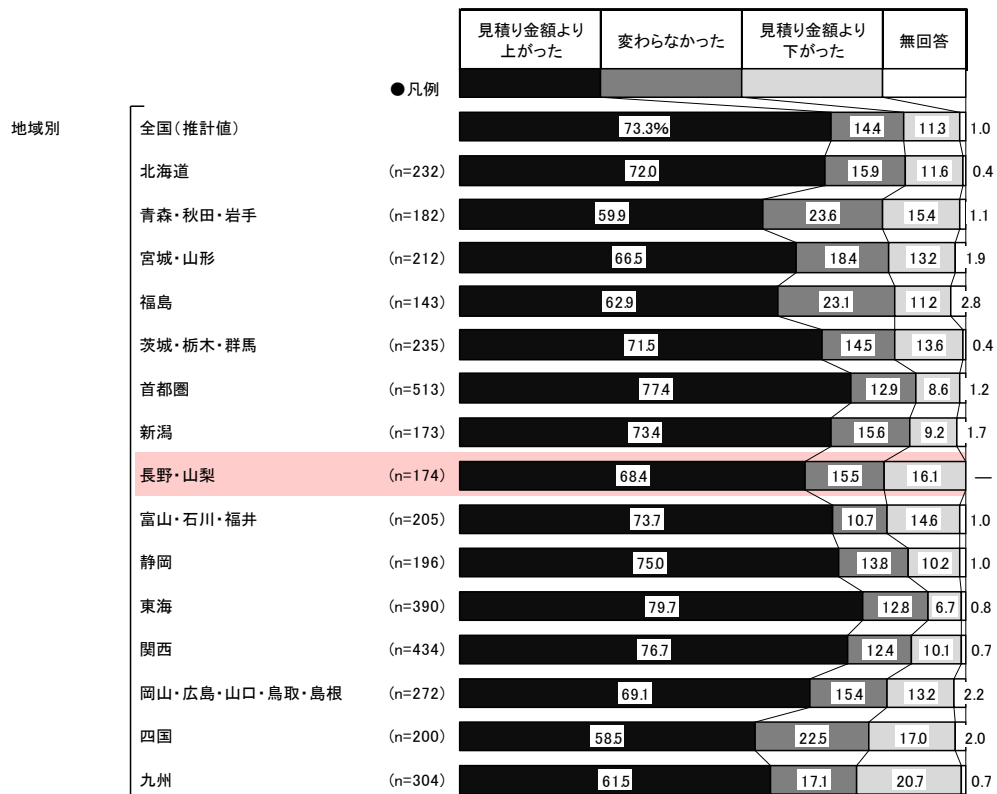 見積り金額より
上がった
変わらなかった
見積り金額より
下がった
無回答
●凡例
地域別
全国(推計値) 73.3% 14.4 11.3 1.0
北海道 (n=232) 72.0 15.9 11.6 0.4
青森・秋田・岩手 (n=182) 59.9 23.6 15.4 1.1
宮城・山形 (n=212) 66.5 18.4 13.2 1.9
福島 (n=143) 62.9 23.1 11.2 2.8
茨城・栃木・群馬 (n=235) 71.5 14.5 13.6 0.4
首都圏 (n=513) 77.4 12.9 8.6 1.2
新潟 (n=173) 73.4 15.6 9.2 1.7
長野・山梨 (n=174) 68.4 15.5 16.1 —
富山・石川・福井 (n=205) 73.7 10.7 14.6 1.0
静岡 (n=196) 75.0 13.8 10.2 1.0
東海 (n=390) 79.7 12.8 6.7 0.8
関西 (n=434) 76.7 12.4 10.1 0.7
岡山・広島・山口・鳥取・島根 (n=272) 69.1 15.4 13.2 2.2
四国 (n=200) 58.5 22.5 17.0 2.0
九州 (n=304) 61.5 17.1 20.7 0.7